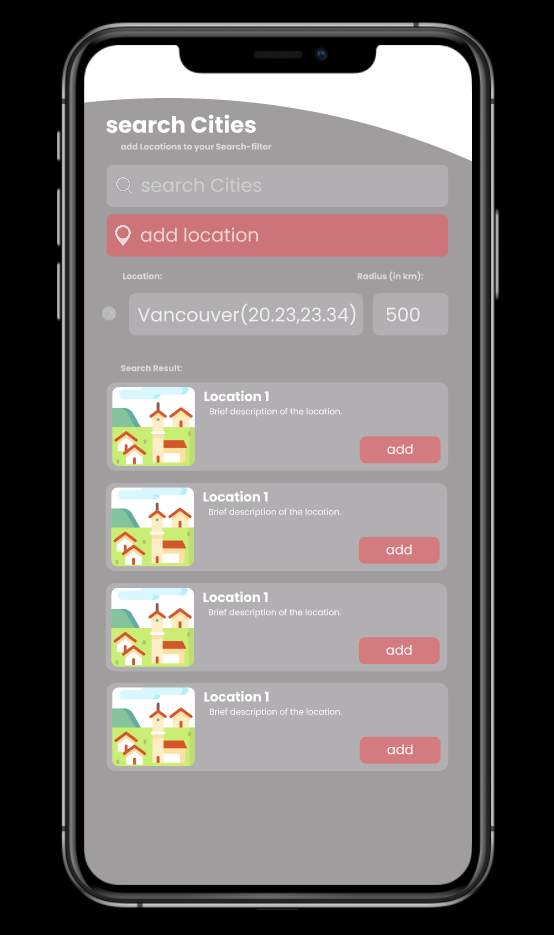 search Cities
add Locations to your Search-filter
search Cities
add location
Location: Radius (in km):
Vancouver(20.23,23.34) 500
Search Result:
Location 1
Brief description of the location.
add
Location 1
Brief description of the location.
add
Location 1
Brief description of the location.
add
Location 1
Brief description of the location.
add